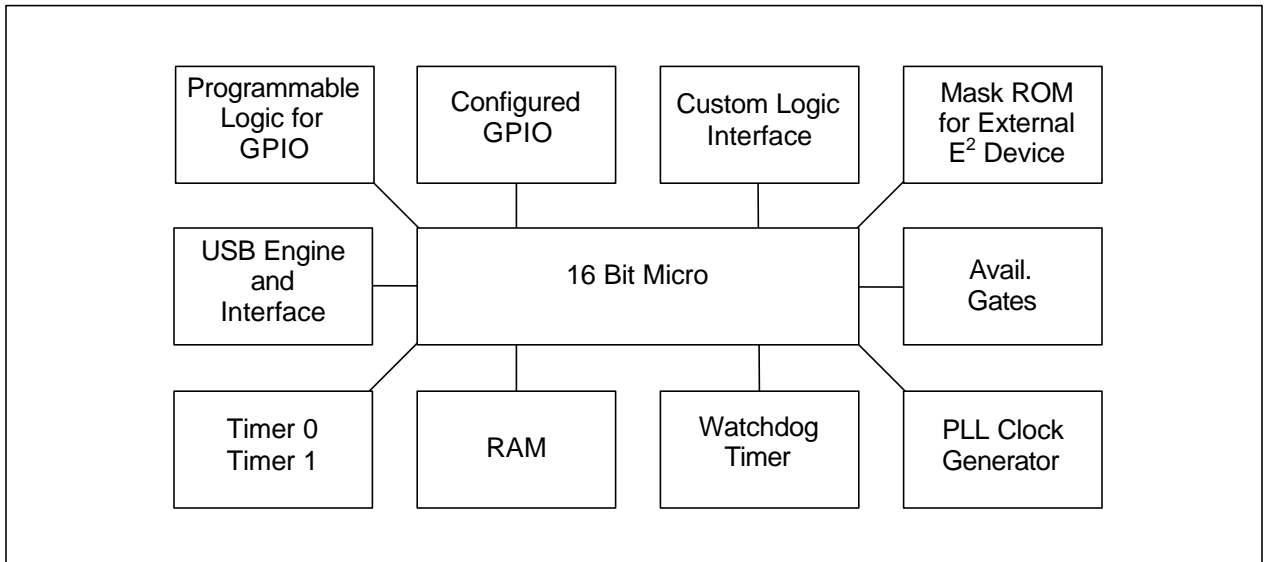 Programmable
Logic for
GPIO
Configured
GPIO
Custom Logic
Interface
Mask ROM
for External
E² Device
USB Engine
and
Interface
16 Bit Micro
Avail.
Gates
Timer 0
Timer 1
RAM
Watchdog
Timer
PLL Clock
Generator